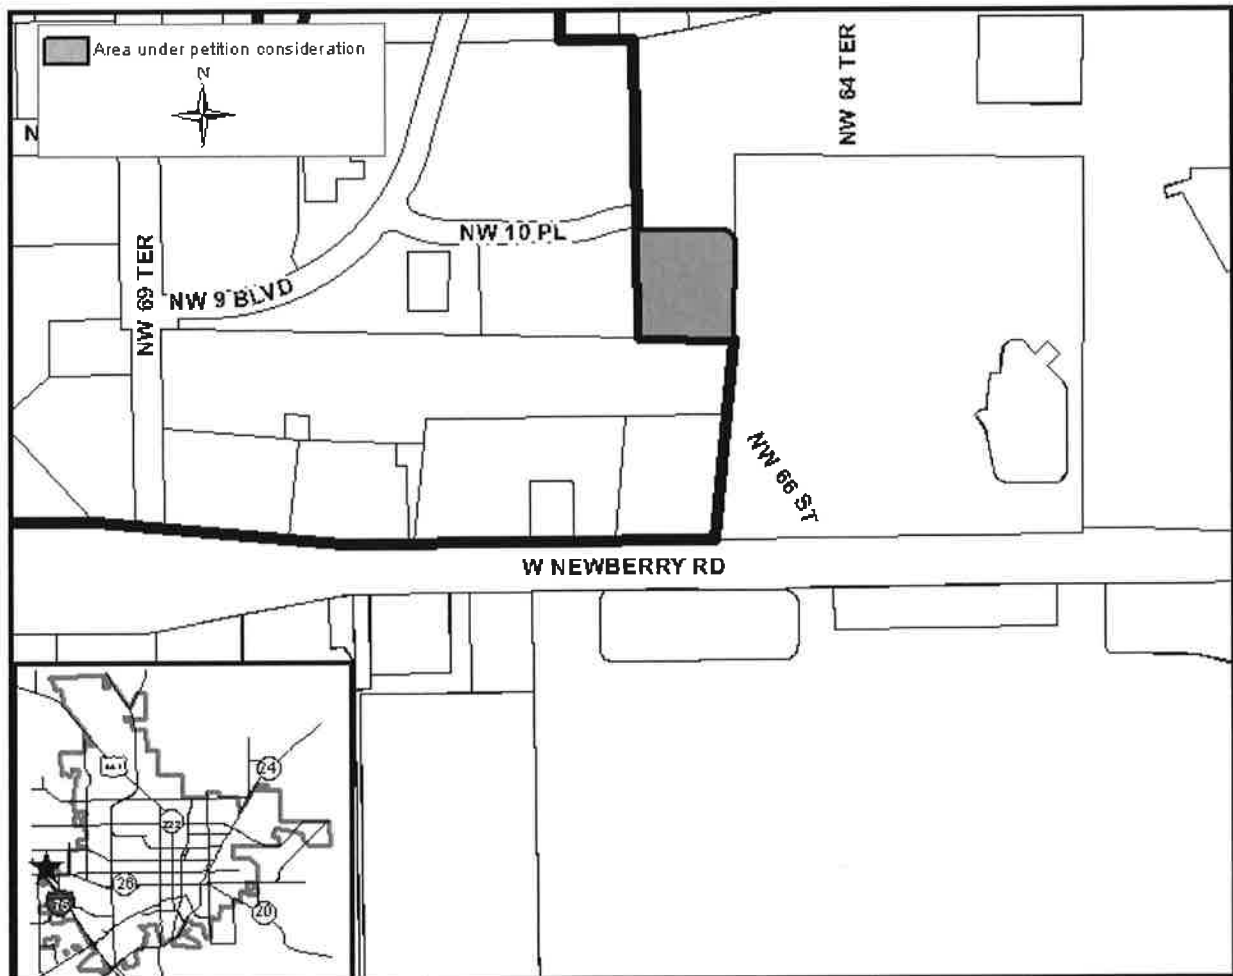 Area under petition consideration
N
N
NW 64 TER
NW 10 PL
NW 69 TER
NW 9 BLVD
NW 66 ST
W NEWBERRY RD
441
24
222
26
75
20